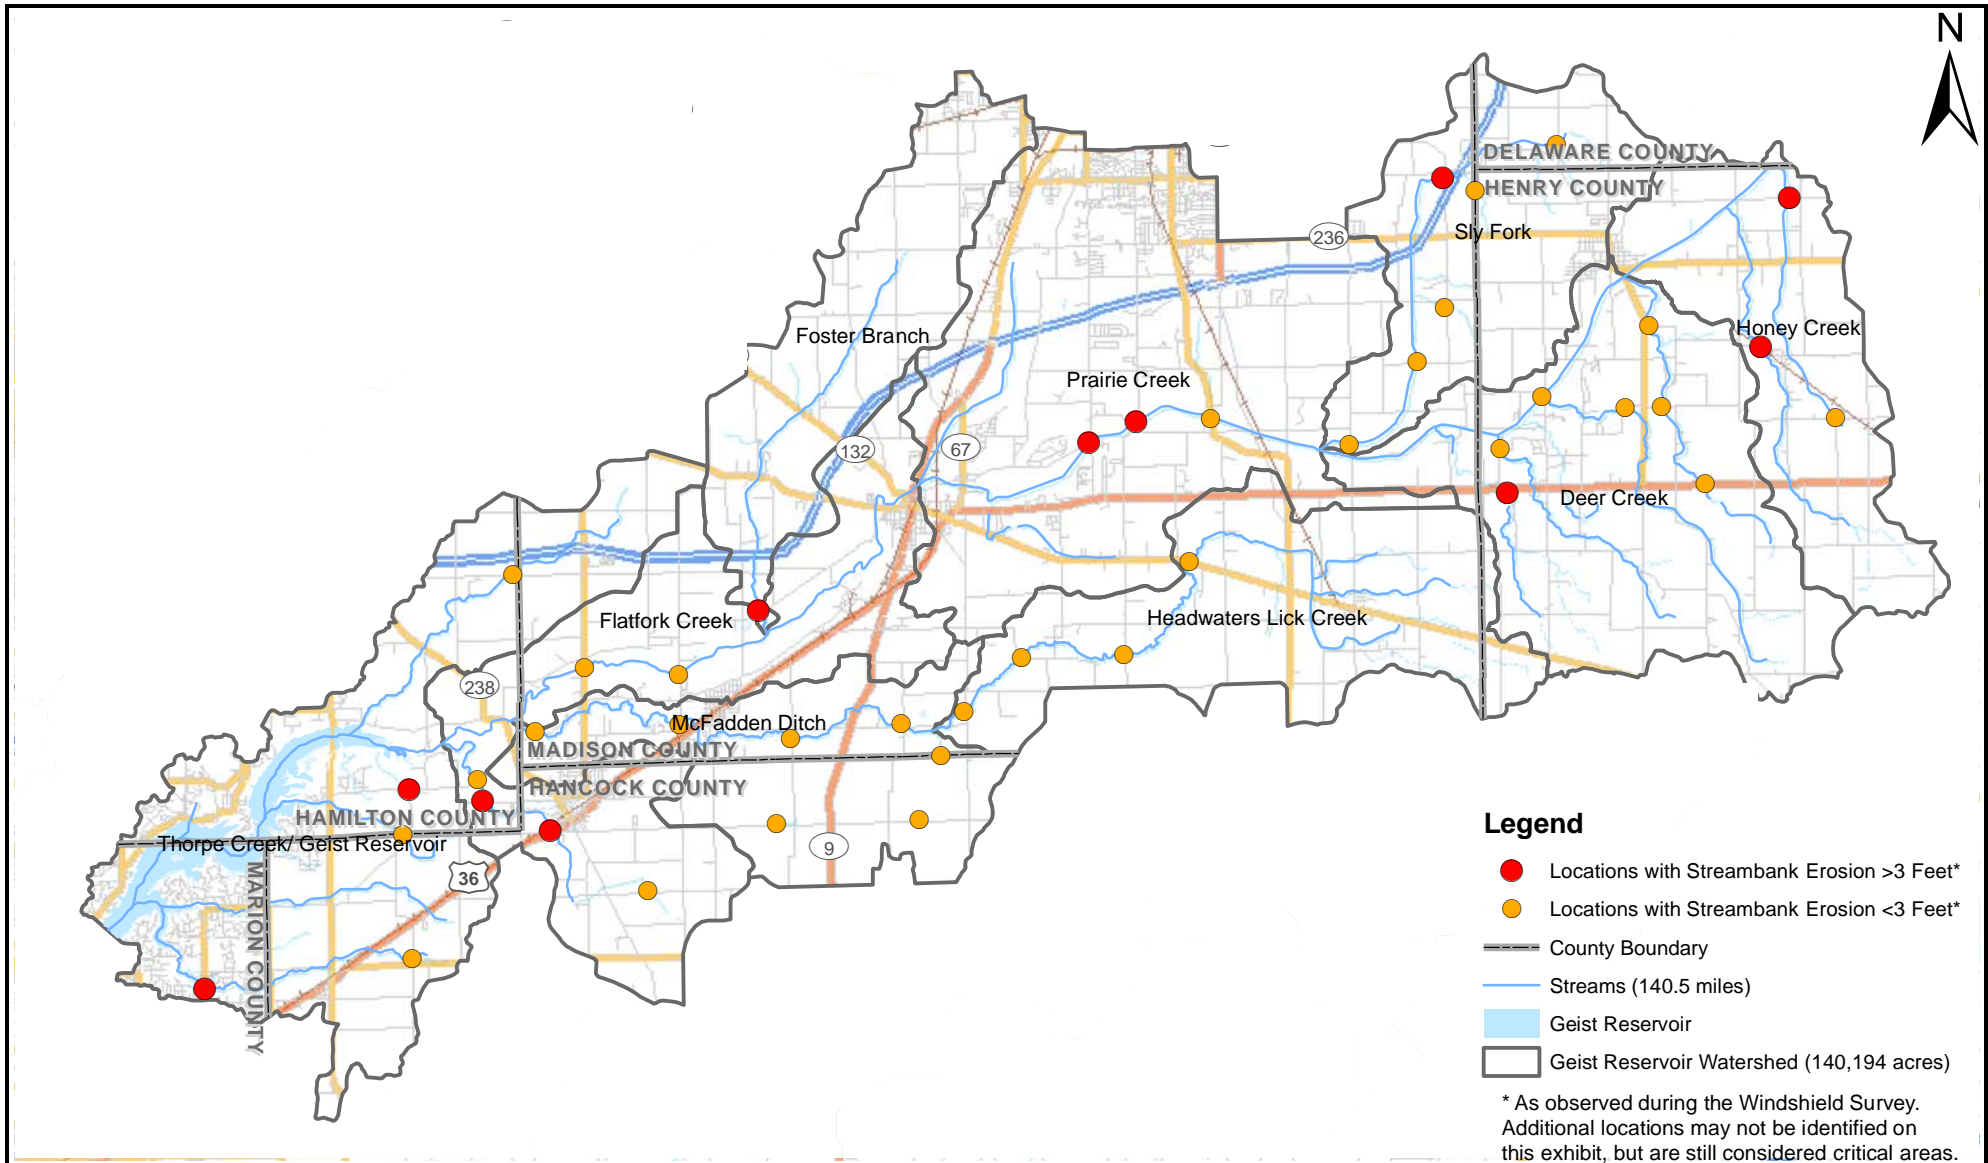 N
DELAWARE COUNTY
HENRY COUNTY
236
Sly Fork
Foster Branch
Honey Creek
Prairie Creek
132
67
Deer Creek
Flatfork Creek
Headwaters Lick Creek
238
McFadden Ditch
MADISON COUNTY
HANCOCK COUNTY
HAMILTON COUNTY
Thorpe Creek/ Geist Reservoir
9
36
MARION COUNTY
Legend
Locations with Streambank Erosion >3 Feet*
Locations with Streambank Erosion <3 Feet*
County Boundary
Streams (140.5 miles)
Geist Reservoir
Geist Reservoir Watershed (140,194 acres)
* As observed during the Windshield Survey.
Additional locations may not be identified on
this exhibit, but are still considered critical areas.